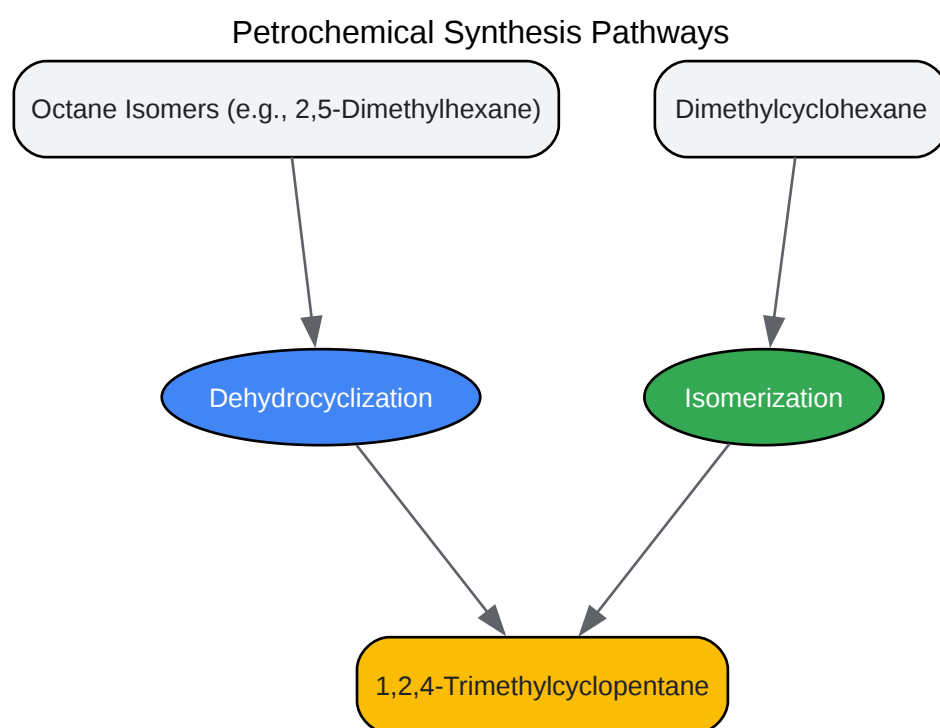 Petrochemical Synthesis Pathways
Octane Isomers (e.g., 2,5-Dimethylhexane)
Dimethylcyclohexane
Dehydrocyclization
Isomerization
1,2,4-Trimethylcyclopentane